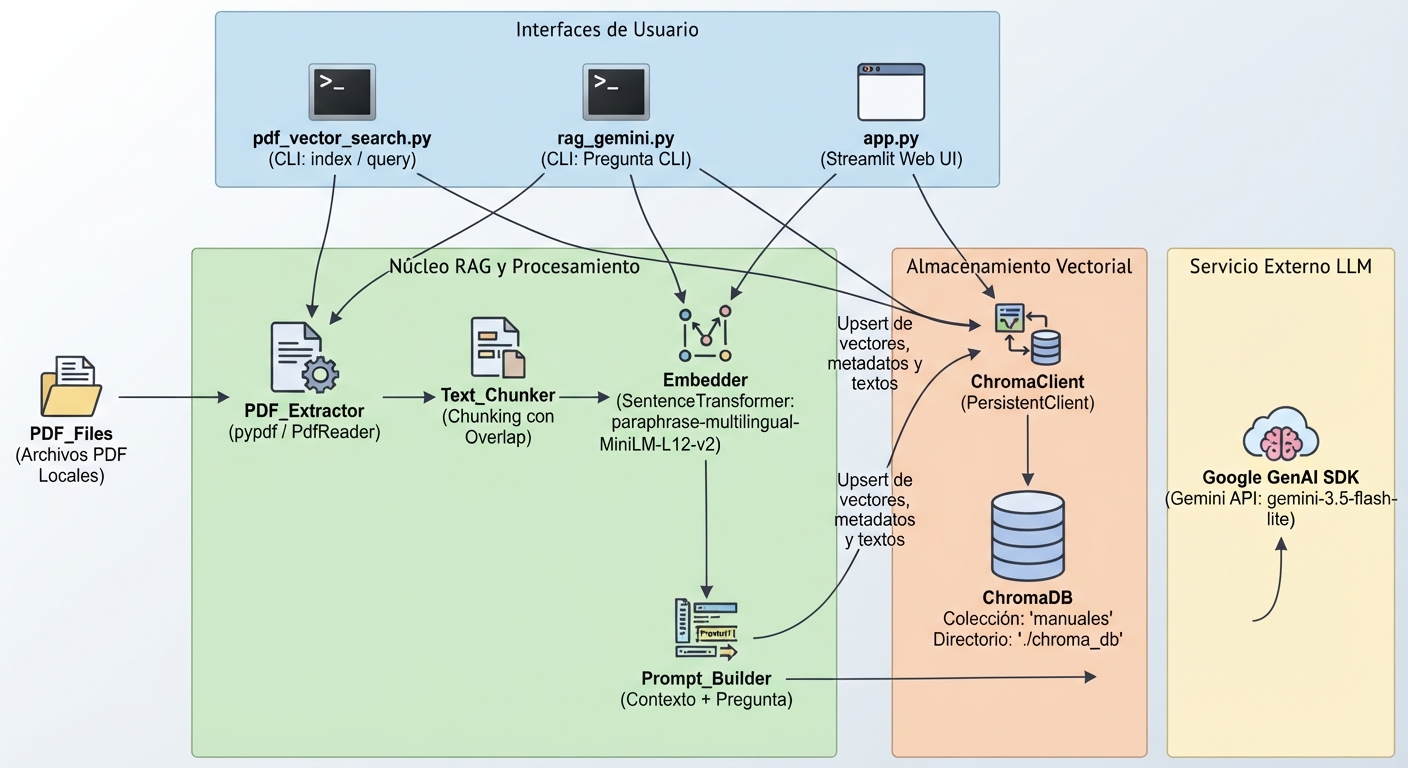 Interfaces de Usuario
>_
pdf_vector_search.py
(CLI: index / query)
>_
rag_gemini.py
(CLI: Pregunta CLI)
app.py
(Streamlit Web UI)
Núcleo RAG y Procesamiento
Almacenamiento Vectorial
Servicio Externo LLM
PDF_Files
(Archivos PDF
Locales)
PDF_Extractor
(pypdf / PdfReader)
Text_Chunker
(Chunking con
Overlap)
Embedder
(SentenceTransformer:
paraphrase-multilingual-
MiniLM-L12-v2)
Upsert de
vectores,
metadatos y
textos
Upsert de
vectores,
metadatos
y textos
ChromaClient
(PersistentClient)
ChromaDB
Colección: 'manuales'
Directorio: './chroma_db'
Google GenAI SDK
(Gemini API: gemini-3.5-flash-
lite)
Prompt_Builder
(Contexto + Pregunta)